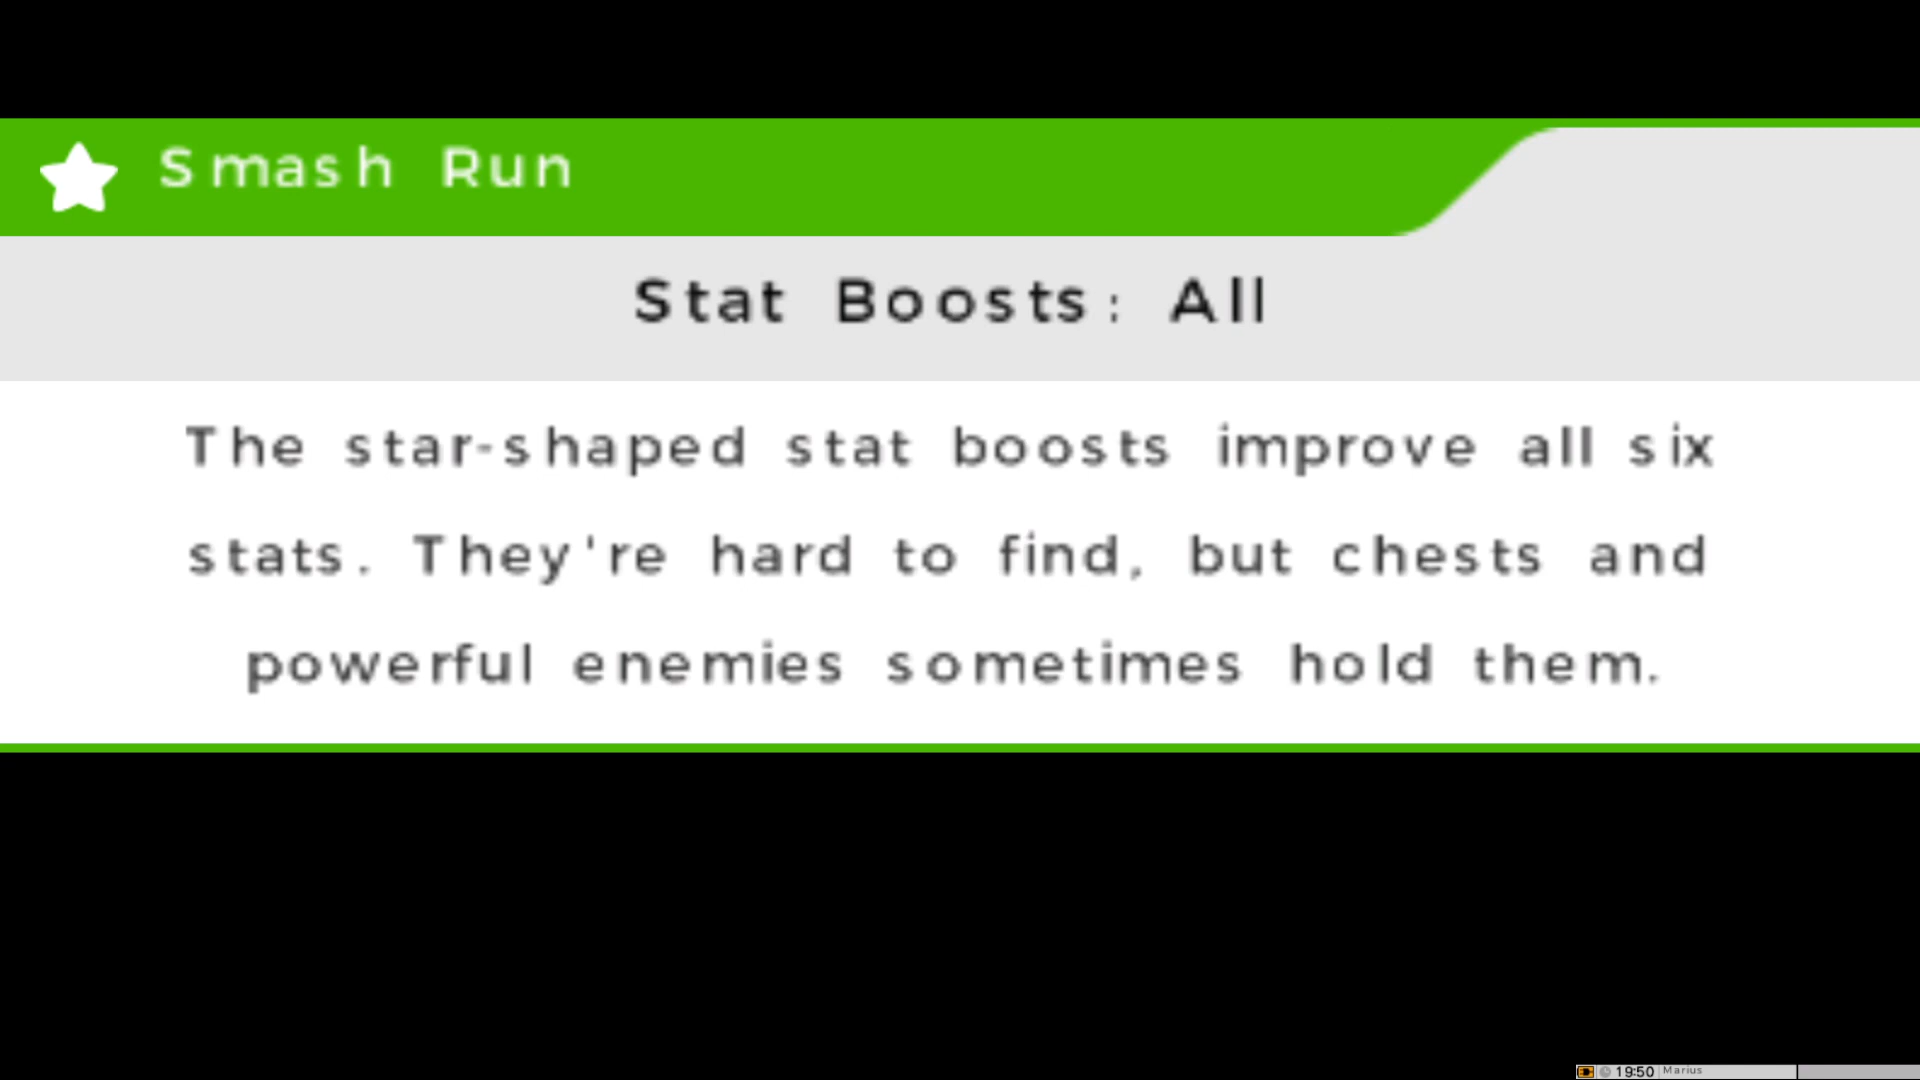 Smash Run
Stat Boosts: All
The star-shaped stat boosts improve all six
stats. They're hard to find, but chests and
powerful enemies sometimes hold them.
19:50 Marius